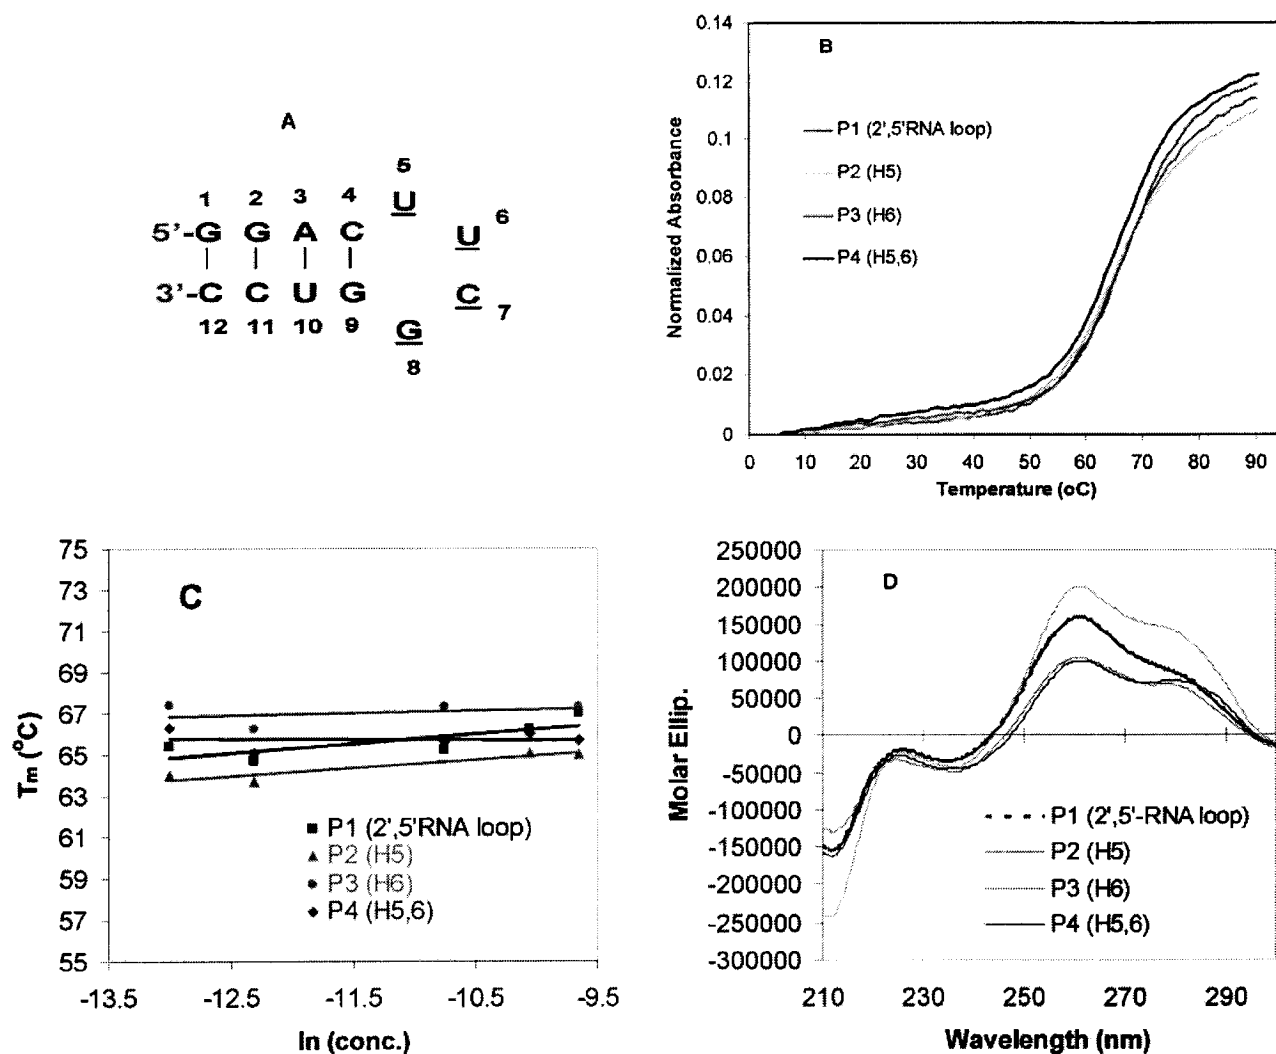 A
5
1 2 3 4 U 6
5'-G G A C U
3'-C C U G C
12 11 10 9 G 7
8
0.14
B
0.12
0.1
0.08
0.06
0.04
0.02
0
Normalized Absorbance
P1 (2',5'RNA loop)
P2 (H5)
P3 (H6)
P4 (H5,6)
0 10 20 30 40 50 60 70 80 90
Temperature (oC)
75
C
73
71
69
67
65
63
61
59
57
55
Tm (°C)
P1 (2',5'RNA loop)
P2 (H5)
P3 (H6)
P4 (H5,6)
-13.5 -12.5 -11.5 -10.5 -9.5
ln (conc.)
250000
D
200000
150000
100000
50000
0
-50000
-100000
-150000
-200000
-250000
-300000
Molar Ellip.
P1 (2',5'-RNA loop)
P2 (H5)
P3 (H6)
P4 (H5,6)
210 230 250 270 290
Wavelength (nm)